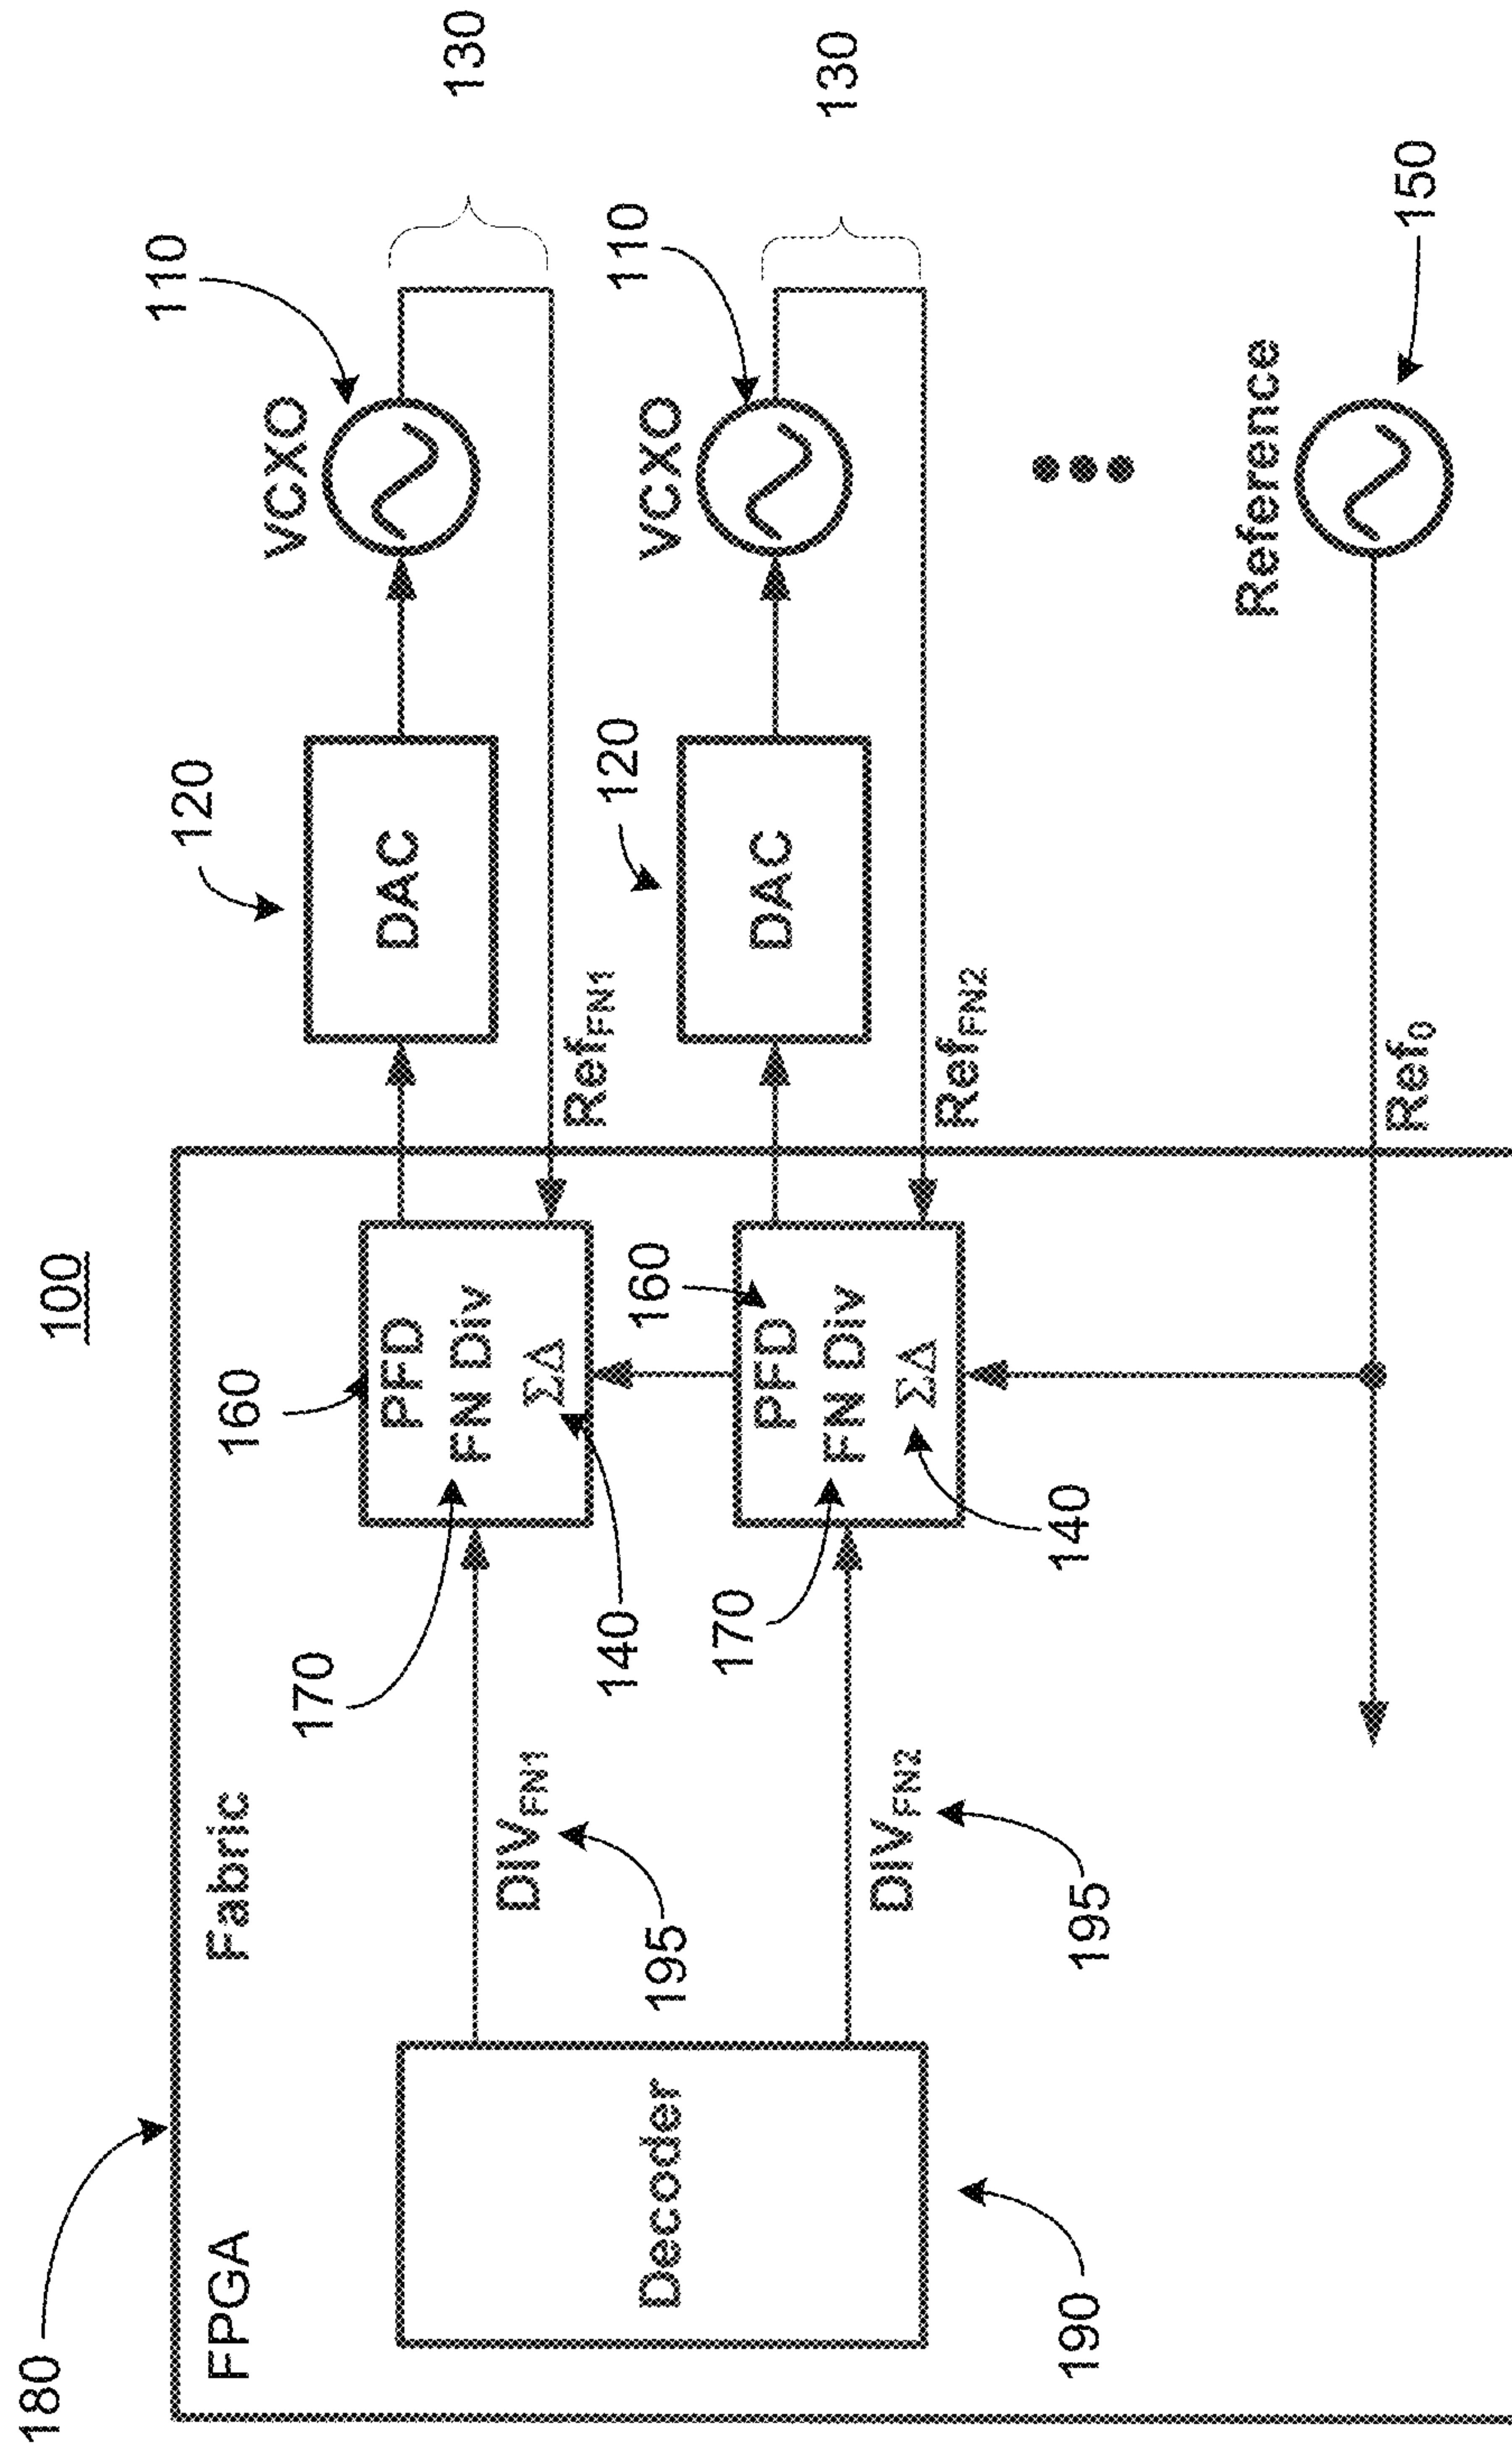 100
180
FPGA
Fabric
160
120
110
VCXO
130
PFD
FN Div
ΣΔ
DAC
170
DIV_FN1
195
140
Ref_FN1
160
120
110
VCXO
130
PFD
FN Div
ΣΔ
DAC
170
DIV_FN2
195
140
Ref_FN2
Decoder
190
Reference
150
Ref_0